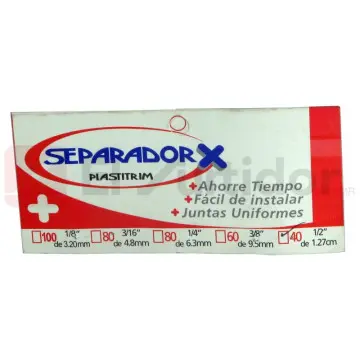 SEPARADOR X
PLASTITRIM
+Ahorre Tiempo
+Fácil de instalar
+Juntas Uniformes
100 1/8" de 3.20mm 80 3/16" de 4.8mm 80 1/4" de 6.3mm 60 3/8" de 9.5mm 40 1/2" de 1.27cm